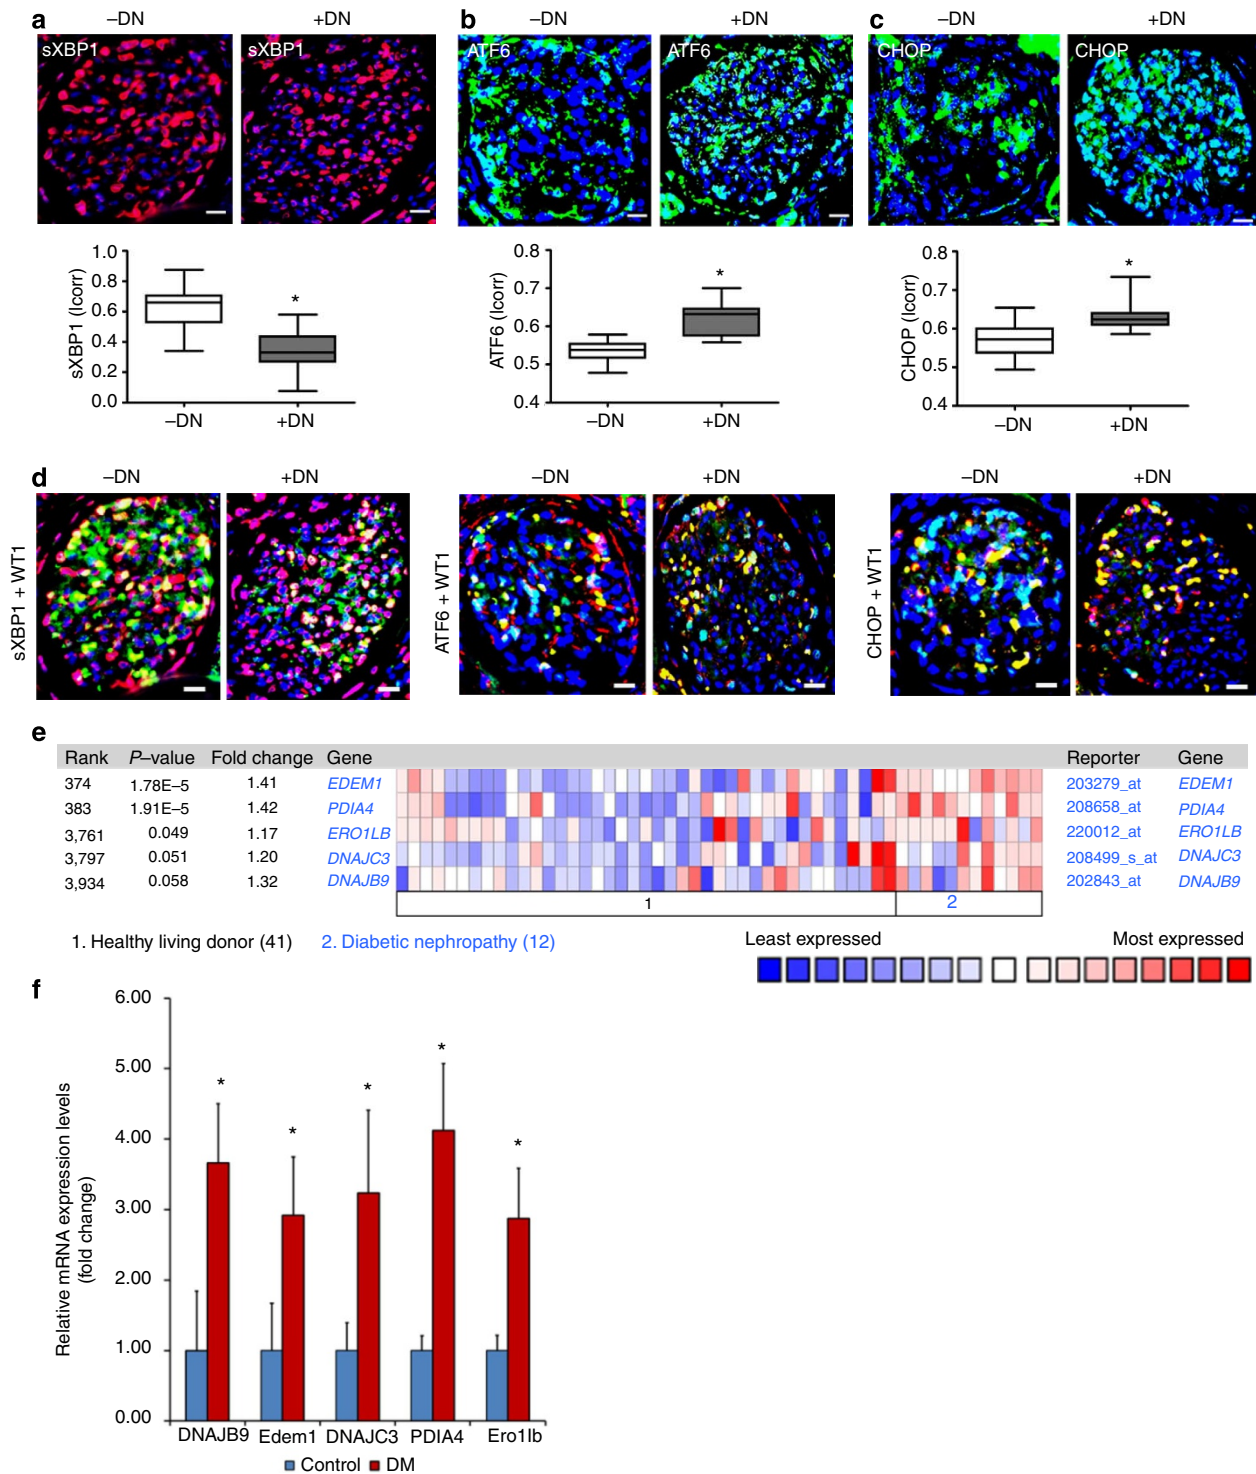 a –DN +DN b –DN +DN c –DN +DN
sXBP1 sXBP1 ATF6 ATF6 CHOP CHOP
sXBP1 (Icorr)
1.0
0.8
0.6
0.4
0.2
0.0
*
–DN +DN
ATF6 (Icorr)
0.8
0.7
0.6
0.5
0.4
*
–DN +DN
CHOP (Icorr)
0.8
0.7
0.6
0.5
0.4
*
–DN +DN
d –DN +DN –DN +DN –DN +DN
sXBP1 + WT1
ATF6 + WT1
CHOP + WT1
e
Rank P–value Fold change Gene Reporter Gene
374 1.78E–5 1.41 EDEM1 203279_at EDEM1
383 1.91E–5 1.42 PDIA4 208658_at PDIA4
3,761 0.049 1.17 ERO1LB 220012_at ERO1LB
3,797 0.051 1.20 DNAJC3 208499_s_at DNAJC3
3,934 0.058 1.32 DNAJB9 202843_at DNAJB9
1 2
1. Healthy living donor (41) 2. Diabetic nephropathy (12) Least expressed Most expressed
f
Relative mRNA expression levels
(fold change)
6.00
5.00
4.00
3.00
2.00
1.00
0.00
* * * * *
DNAJB9 Edem1 DNAJC3 PDIA4 Ero1lb
Control DM